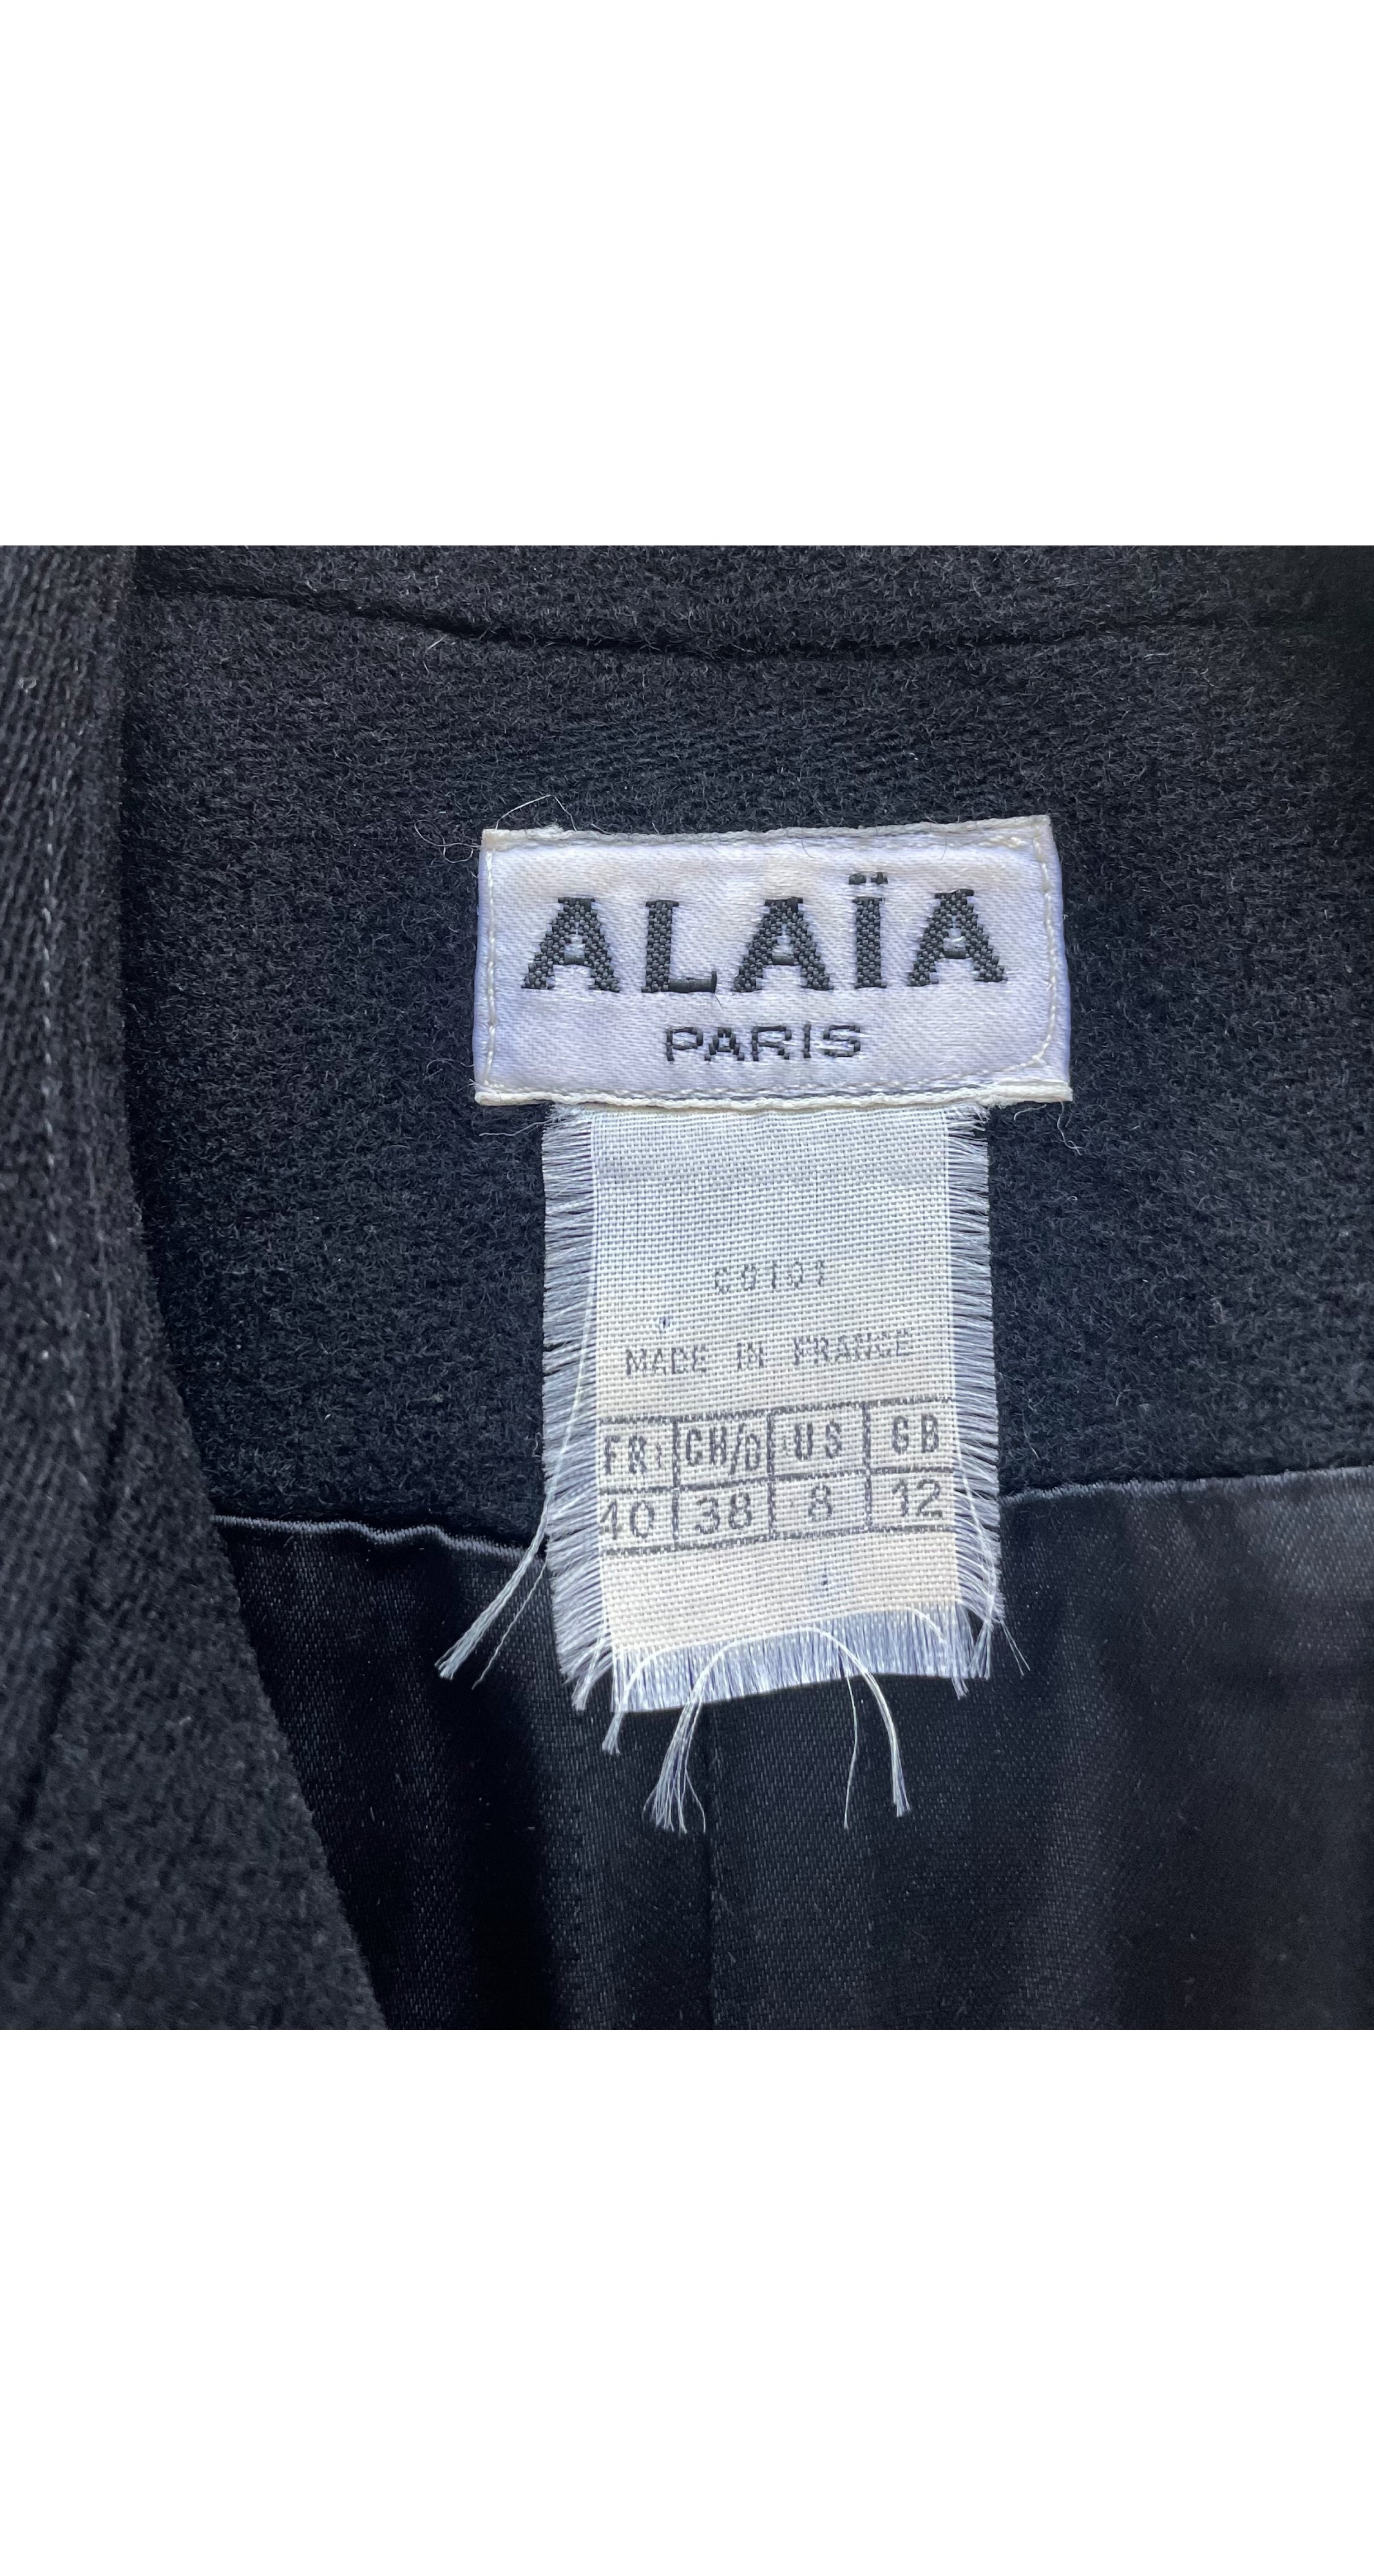 ALAÏA
PARIS
MADE IN FRANCE
FR CH/D US GB
40 38 8 12